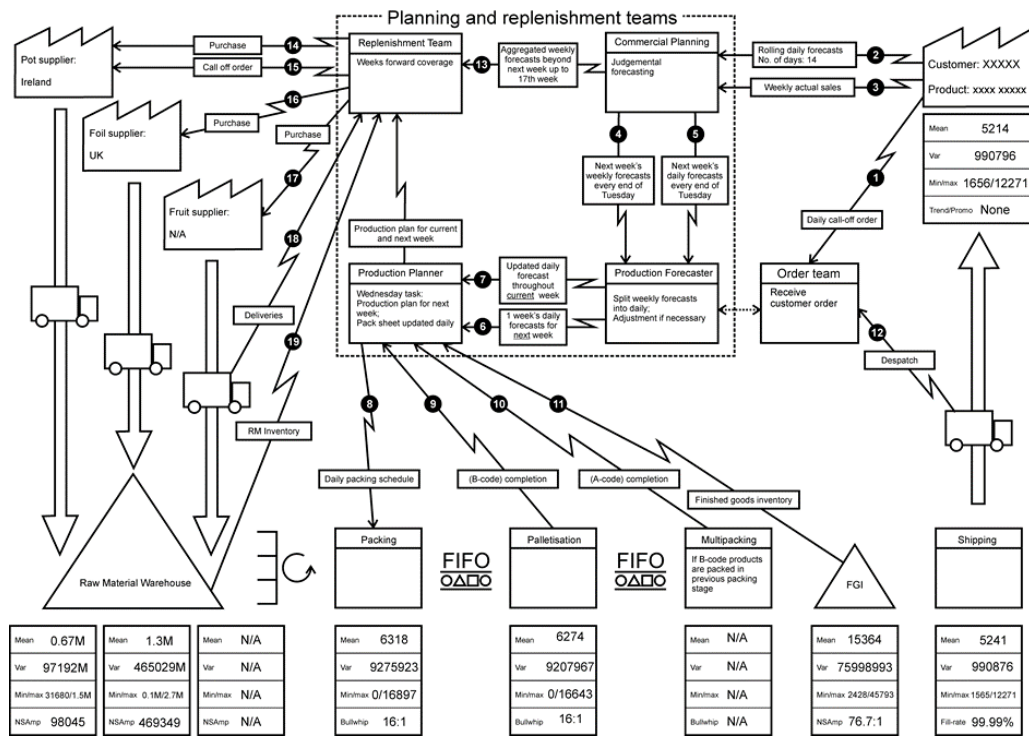 Planning and replenishment teams
Pot supplier:
Ireland
Purchase
14
Call off order
15
16
Purchase
Foil supplier:
UK
Purchase
17
Fruit supplier:
N/A
Replenishment Team
Weeks forward coverage
Aggregated weekly
forecasts beyond
next week up to
17th week
13
Commercial Planning
Judgemental
forecasting
Rolling daily forecasts
No. of days: 14
2
Weekly actual sales
3
Customer: XXXXX
Product: xxxx xxxxx
Mean 5214
Var 990796
Min/max 1656/12271
Trend/Promo None
4
5
Next week's
weekly forecasts
every end of
Tuesday
Next week's
daily forecasts
every end of
Tuesday
1
Daily call-off order
18
Deliveries
19
RM Inventory
Production plan for current
and next week
Production Planner
Wednesday task:
Production plan for next
week;
Pack sheet updated daily
7
Updated daily
forecast throughout
current week
6
1 week's daily
forecasts for
next week
Production Forecaster
Split weekly forecasts
into daily;
Adjustment if necessary
Order team
Receive
customer order
12
Despatch
8
9
10
11
Daily packing schedule
(B-code) completion
(A-code) completion
Finished goods inventory
Raw Material Warehouse
Packing
FIFO
Palletisation
FIFO
Multipacking
If B-code products
are packed in
previous packing
stage
FGI
Shipping
Mean 0.67M
Var 97192M
Min/max 31680/1.5M
NSAmp 98045
Mean 1.3M
Var 465029M
Min/max 0.1M/2.7M
NSAmp 469349
Mean N/A
Var N/A
Min/max N/A
NSAmp N/A
Mean 6318
Var 9275923
Min/max 0/16897
Bullwhip 16:1
Mean 6274
Var 9207967
Min/max 0/16643
Bullwhip 16:1
Mean N/A
Var N/A
Min/max N/A
Bullwhip N/A
Mean 15364
Var 75998993
Min/max 2428/45793
NSAmp 76.7:1
Mean 5241
Var 990876
Min/max 1565/12271
Fill-rate 99.99%